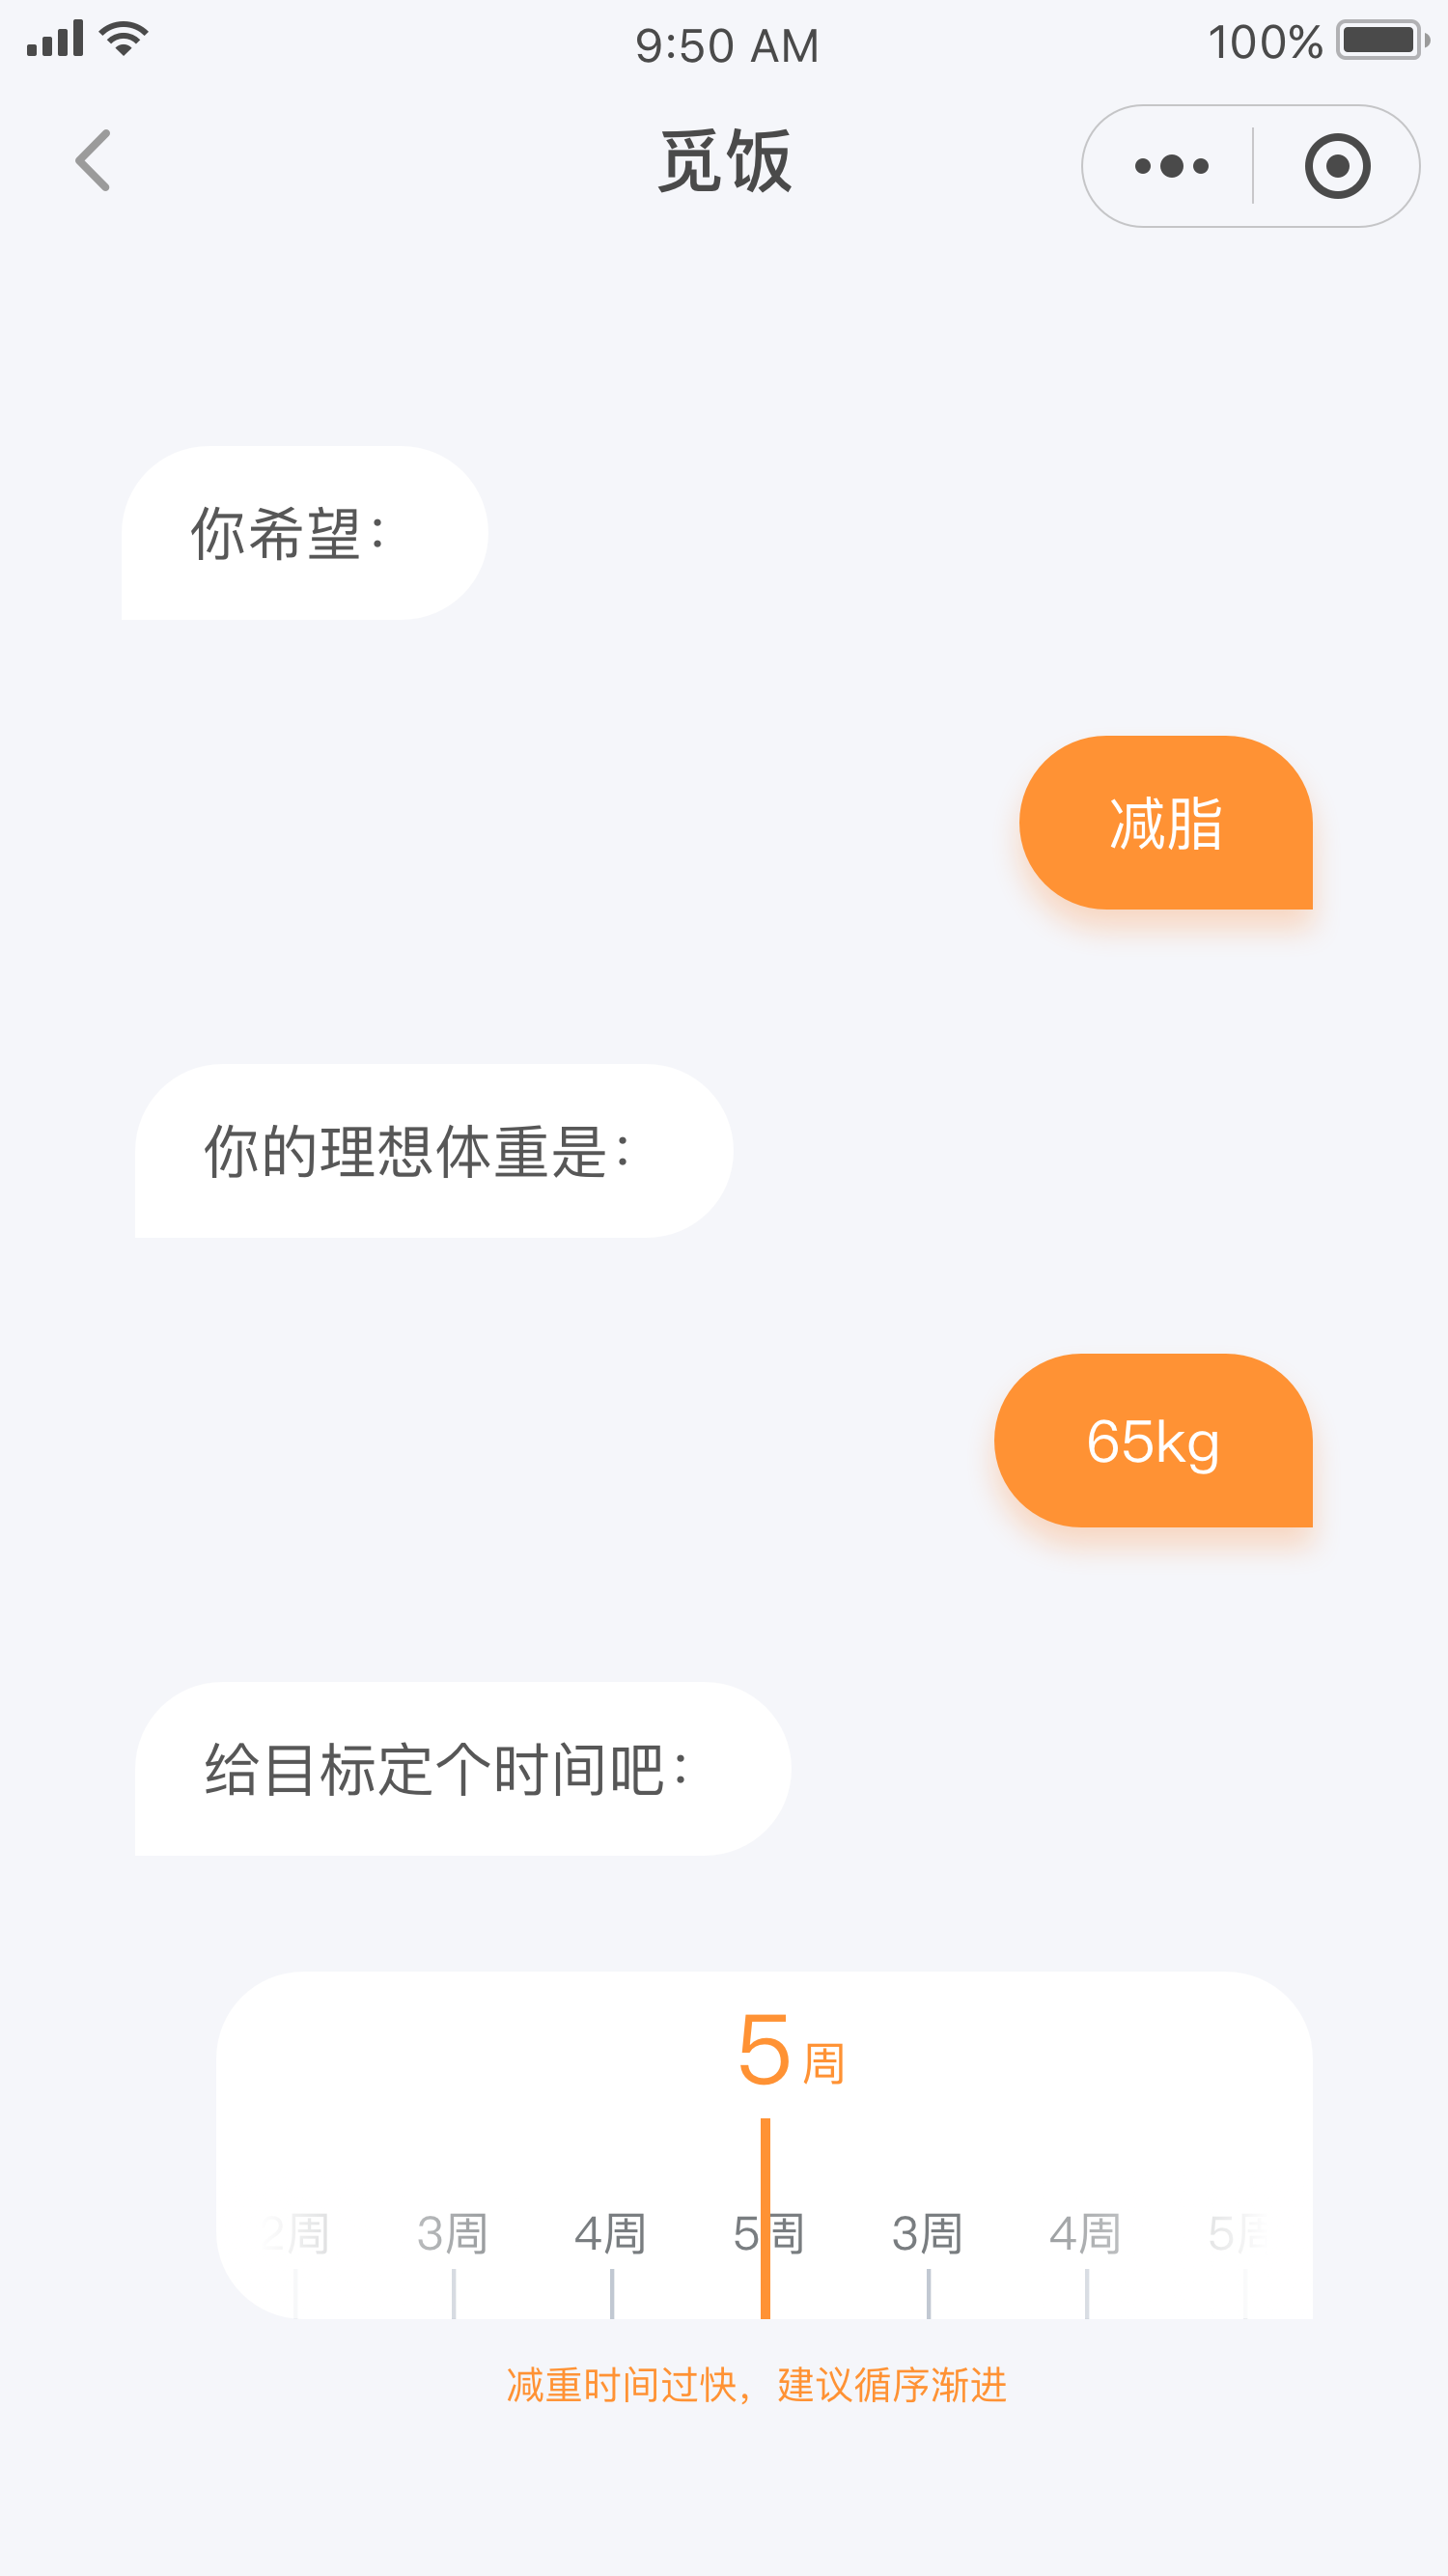 9:50 AM
100%
觅饭
你希望：
减脂
你的理想体重是：
65kg
给目标定个时间吧：
5周
2周 3周 4周 5周 3周 4周 5周
减重时间过快，建议循序渐进